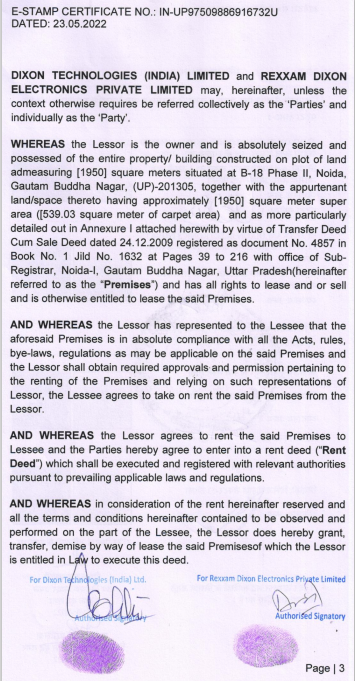 E-STAMP CERTIFICATE NO.: IN-UP97509886916732U
DATED: 23.05.2022
DIXON TECHNOLOGIES (INDIA) LIMITED and REXXAM DIXON
ELECTRONICS PRIVATE LIMITED may, hereinafter, unless the
context otherwise requires be referred collectively as the ‘Parties’ and
individually as the ‘Party’.
WHEREAS the Lessor is the owner and is absolutely seized and
possessed of the entire property/ building constructed on plot of land
admeasuring [1950] square meters situated at B-18 Phase II, Noida,
Gautam Buddha Nagar, (UP)-201305, together with the appurtenant
land/space thereto having approximately [1950] square meter super
area ([539.03 square meter of carpet area) and as more particularly
detailed out in Annexure I attached herewith by virtue of Transfer Deed
Cum Sale Deed dated 24.12.2009 registered as document No. 4857 in
Book No. 1 Jild No. 1632 at Pages 39 to 216 with office of Sub-
Registrar, Noida-I, Gautam Buddha Nagar, Uttar Pradesh(hereinafter
referred to as the “Premises”) and has all rights to lease and or sell
and is otherwise entitled to lease the said Premises.
AND WHEREAS the Lessor has represented to the Lessee that the
aforesaid Premises is in absolute compliance with all the Acts, rules,
bye-laws, regulations as may be applicable on the said Premises and
the Lessor shall obtain required approvals and permission pertaining to
the renting of the Premises and relying on such representations of
Lessor, the Lessee agrees to take on rent the said Premises from the
Lessor.
AND WHEREAS the Lessor agrees to rent the said Premises to
Lessee and the Parties hereby agree to enter into a rent deed (“Rent
Deed”) which shall be executed and registered with relevant authorities
pursuant to prevailing applicable laws and regulations.
AND WHEREAS in consideration of the rent hereinafter reserved and
all the terms and conditions hereinafter contained to be observed and
performed on the part of the Lessee, the Lessor does hereby grant,
transfer, demise by way of lease the said Premisesof which the Lessor
is entitled in Law to execute this deed.
For Dixon Technologies (India) Ltd.
Authorised Signatory
For Rexxam Dixon Electronics Private Limited
Authorised Signatory
Page | 3